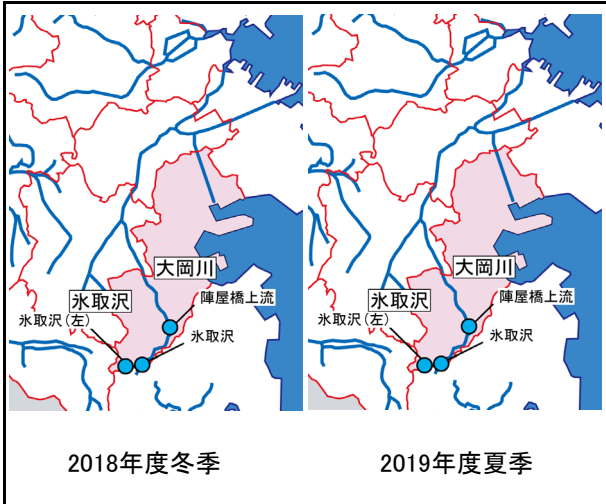 大岡川
氷取沢
陣屋橋上流
氷取沢(左)
氷取沢
2018年度冬季
大岡川
氷取沢
陣屋橋上流
氷取沢(左)
氷取沢
2019年度夏季